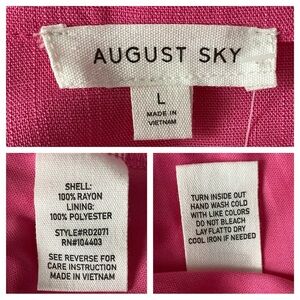 AUGUST SKY
L
MADE IN
VIETNAM
SHELL:
100% RAYON
LINING:
100% POLYESTER
STYLE#RD2071
RN#104403
SEE REVERSE FOR
CARE INSTRUCTION
MADE IN VIETNAM
TURN INSIDE OUT
HAND WASH COLD
WITH LIKE COLORS
DO NOT BLEACH
LAY FLAT TO DRY
COOL IRON IF NEEDED